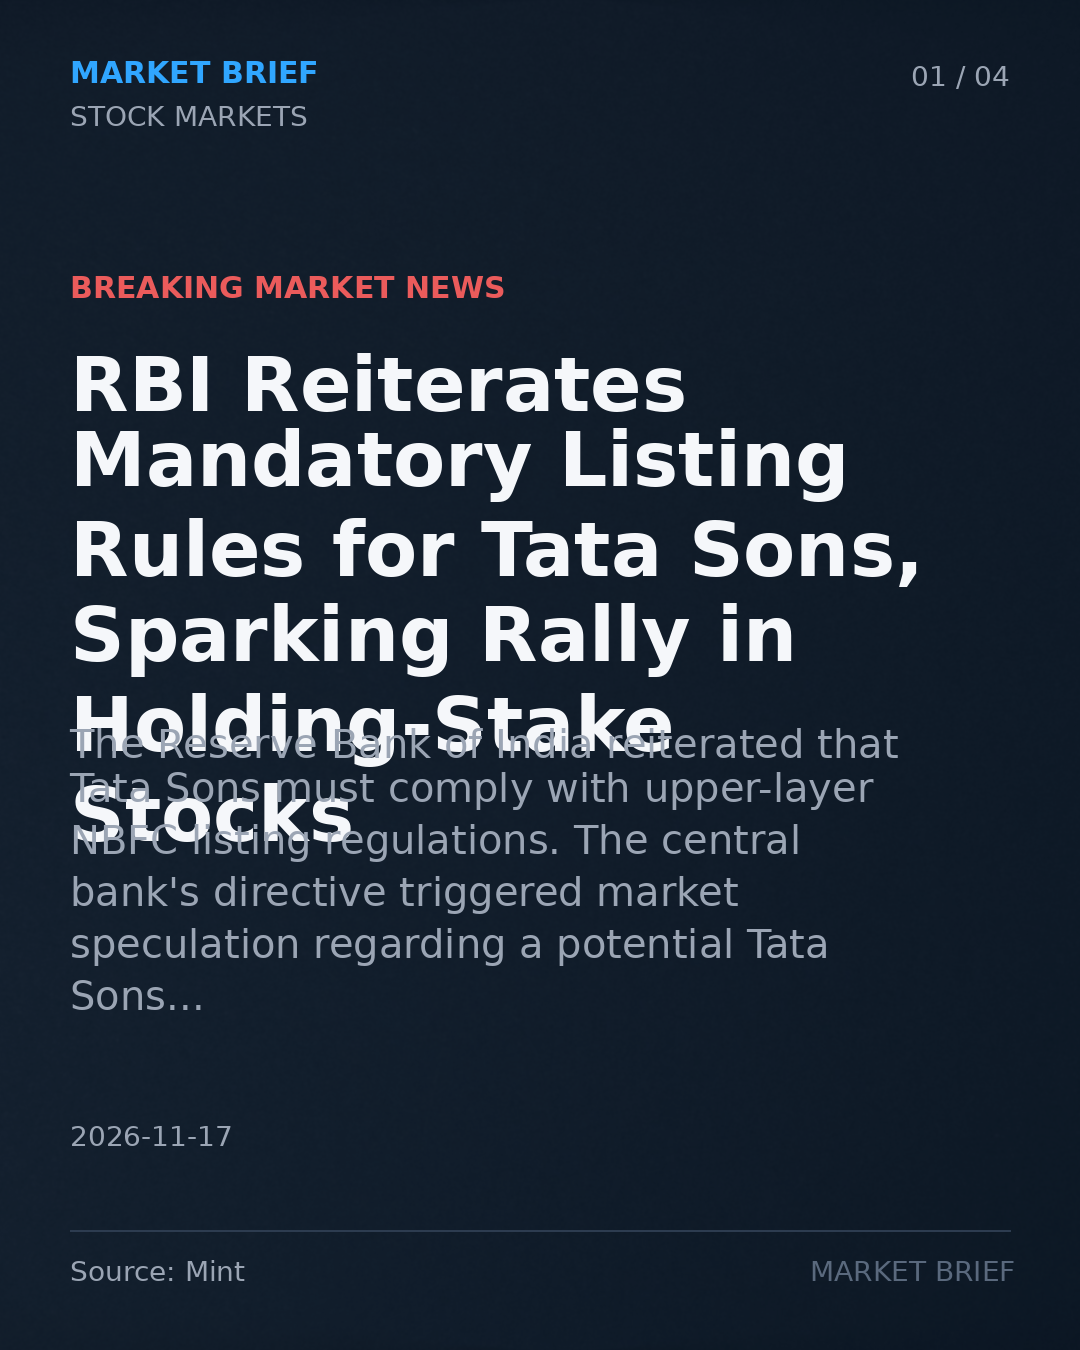 MARKET BRIEF
STOCK MARKETS
01 / 04
BREAKING MARKET NEWS
RBI Reiterates
Mandatory Listing
Rules for Tata Sons,
Sparking Rally in
Holding-Stake
Stocks
The Reserve Bank of India reiterated that
Tata Sons must comply with upper-layer
NBFC listing regulations. The central
bank's directive triggered market
speculation regarding a potential Tata
Sons...
2026-11-17
Source: Mint
MARKET BRIEF